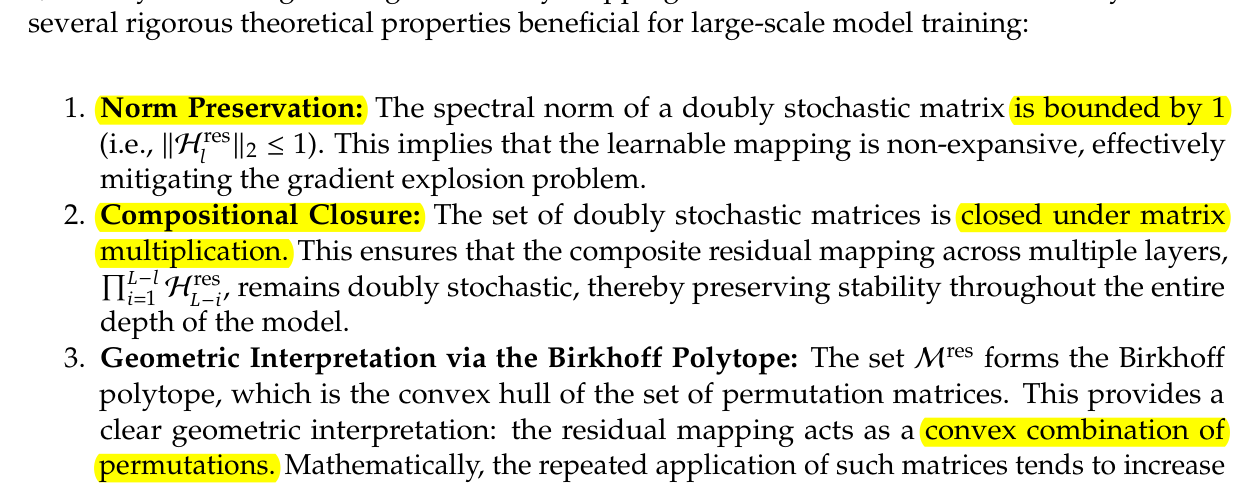 several rigorous theoretical properties beneficial for large-scale model training:
1. Norm Preservation: The spectral norm of a doubly stochastic matrix is bounded by 1
(i.e., ∥ℋ_l^res∥₂ ≤ 1). This implies that the learnable mapping is non-expansive, effectively
mitigating the gradient explosion problem.
2. Compositional Closure: The set of doubly stochastic matrices is closed under matrix
multiplication. This ensures that the composite residual mapping across multiple layers,
∏_{i=1}^{L−l} ℋ_{L−i}^res, remains doubly stochastic, thereby preserving stability throughout the entire
depth of the model.
3. Geometric Interpretation via the Birkhoff Polytope: The set ℳ^res forms the Birkhoff
polytope, which is the convex hull of the set of permutation matrices. This provides a
clear geometric interpretation: the residual mapping acts as a convex combination of
permutations. Mathematically, the repeated application of such matrices tends to increase